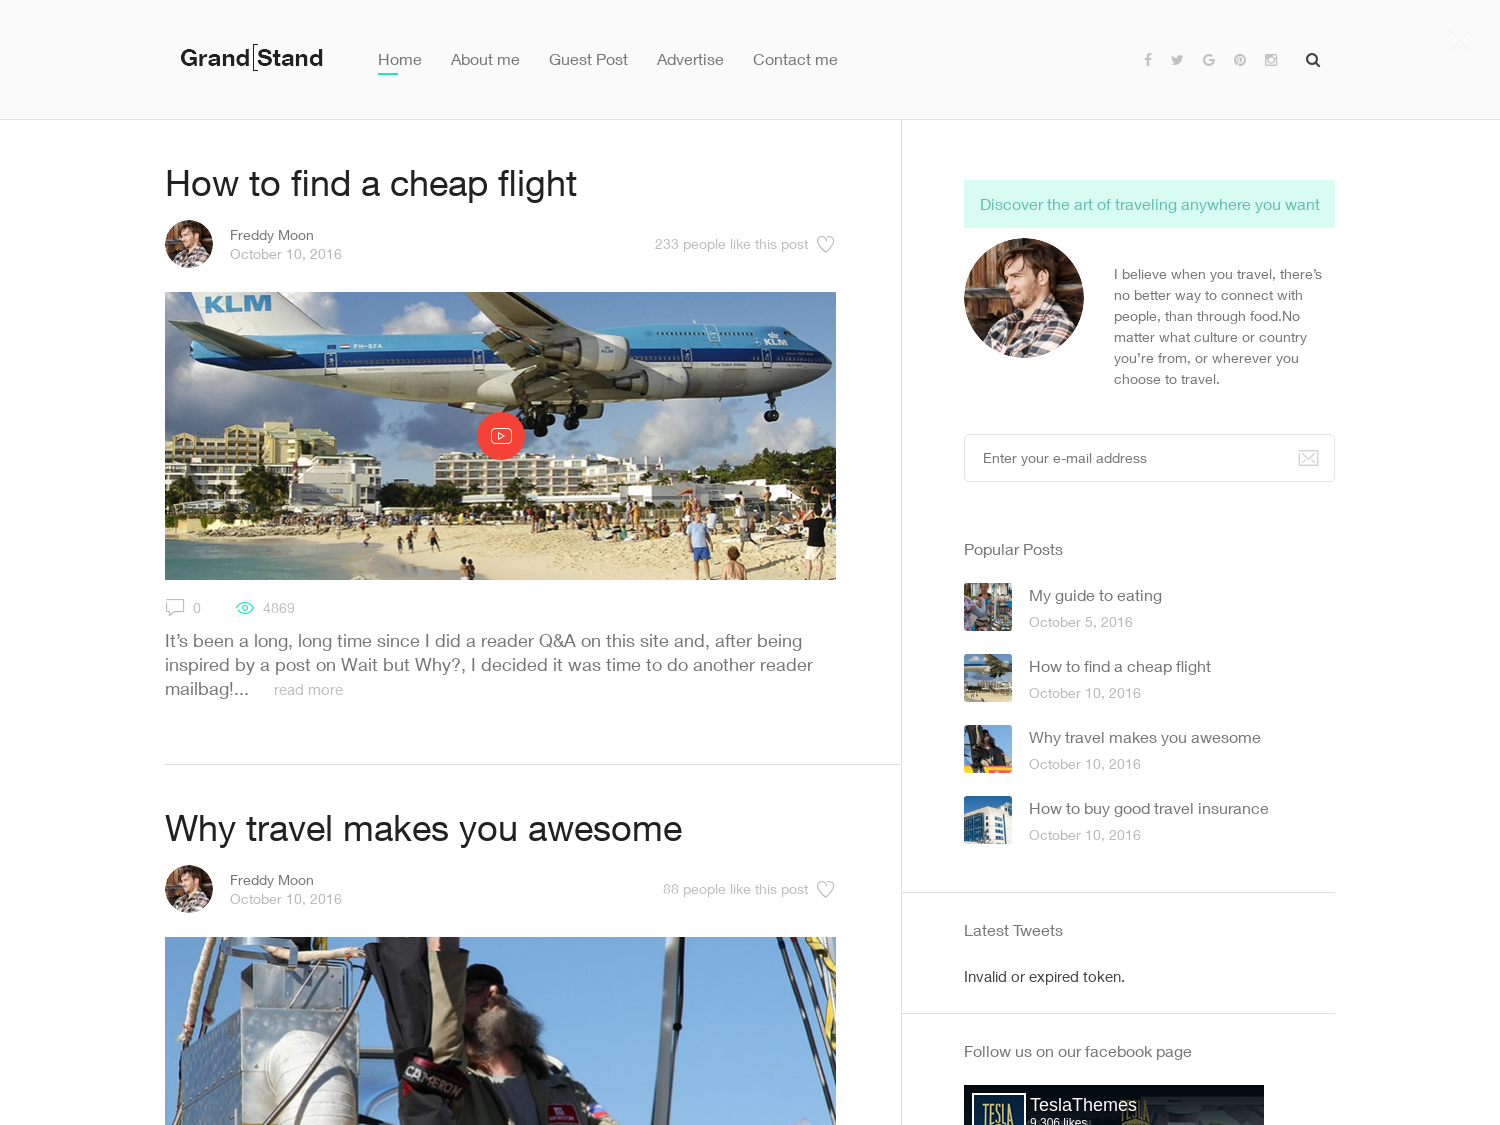 Grand Stand
Home About me Guest Post Advertise Contact me
How to find a cheap flight
Freddy Moon
October 10, 2016
233 people like this post
KLM
PH-BFA
KLM
KLM
Royal Dutch Airlines
0 4869
It’s been a long, long time since I did a reader Q&A on this site and, after being
inspired by a post on Wait but Why?, I decided it was time to do another reader
mailbag!... read more
Why travel makes you awesome
Freddy Moon
October 10, 2016
88 people like this post
CAMERON
Discover the art of traveling anywhere you want
I believe when you travel, there’s
no better way to connect with
people, than through food.No
matter what culture or country
you’re from, or wherever you
choose to travel.
Enter your e-mail address
Popular Posts
My guide to eating
October 5, 2016
How to find a cheap flight
October 10, 2016
Why travel makes you awesome
October 10, 2016
How to buy good travel insurance
October 10, 2016
Latest Tweets
Invalid or expired token.
Follow us on our facebook page
TESLA
TeslaThemes
9,306 likes